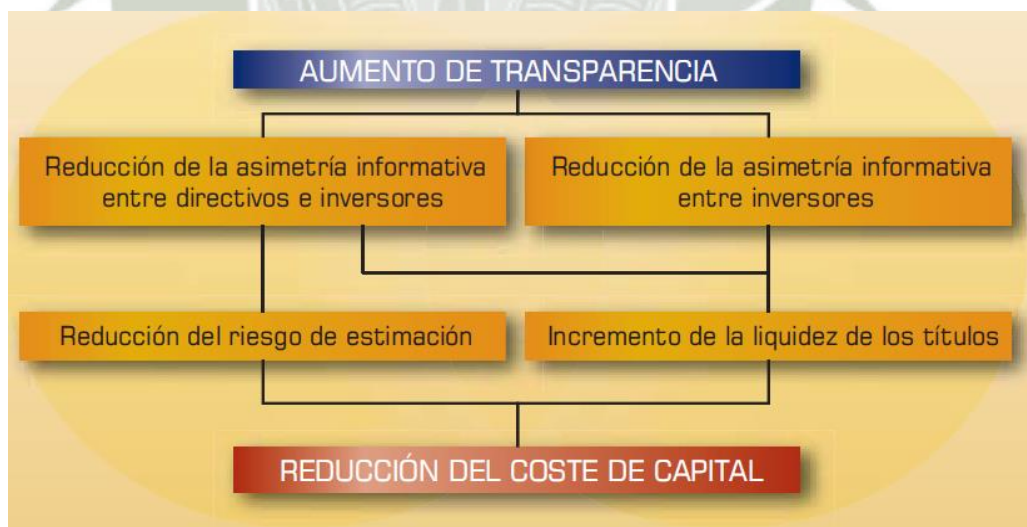 AUMENTO DE TRANSPARENCIA
Reducción de la asimetría informativa
entre directivos e inversores
Reducción de la asimetría informativa
entre inversores
Reducción del riesgo de estimación
Incremento de la liquidez de los títulos
REDUCCIÓN DEL COSTE DE CAPITAL